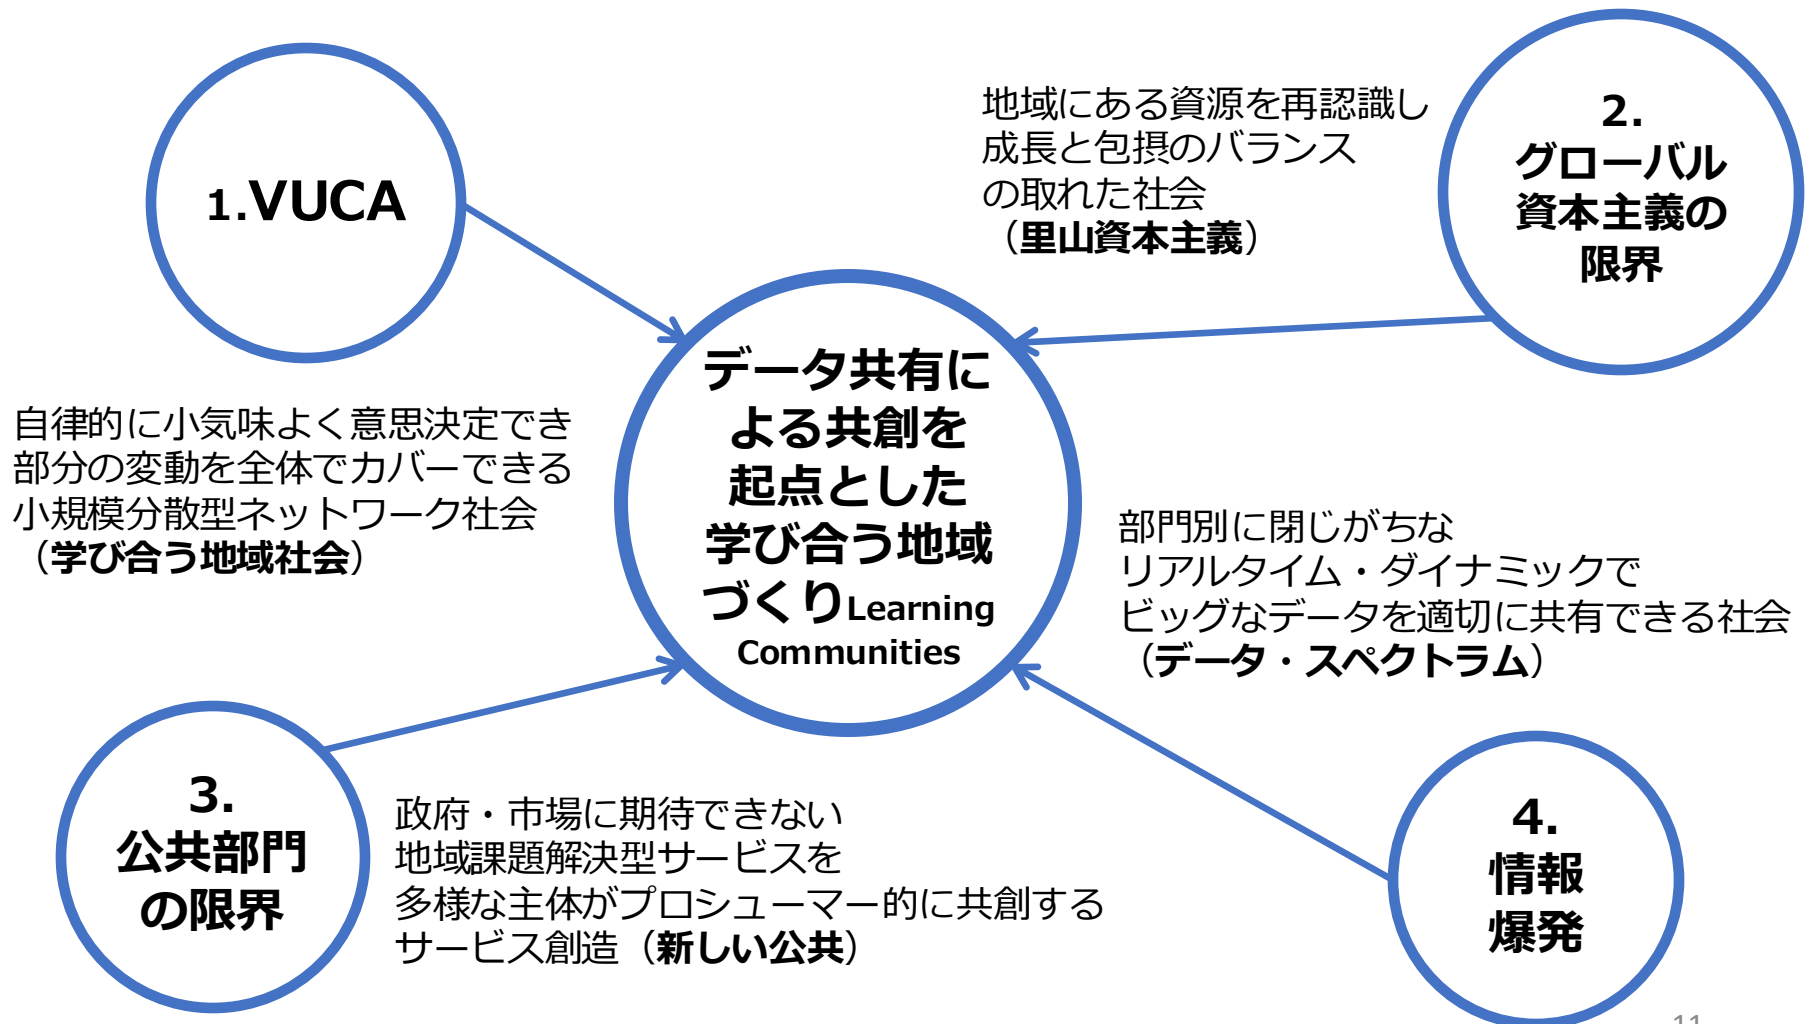 1.VUCA
自律的に小気味よく意思決定でき
部分の変動を全体でカバーできる
小規模分散型ネットワーク社会
（学び合う地域社会）
2.
グローバル
資本主義の
限界
地域にある資源を再認識し
成長と包摂のバランス
の取れた社会
（里山資本主義）
データ共有に
よる共創を
起点とした
学び合う地域
づくりLearning
Communities
3.
公共部門
の限界
政府・市場に期待できない
地域課題解決型サービスを
多様な主体がプロシューマー的に共創する
サービス創造（新しい公共）
部門別に閉じがちな
リアルタイム・ダイナミックで
ビッグなデータを適切に共有できる社会
（データ・スペクトラム）
4.
情報
爆発
11